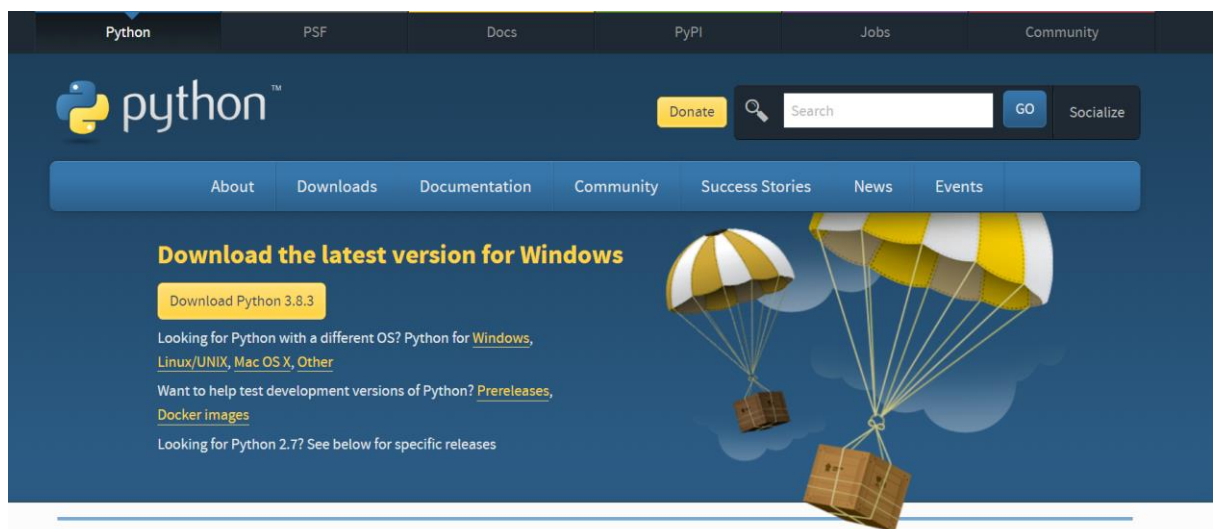 Python PSF Docs PyPI Jobs Community
python™
Donate Search GO Socialize
About Downloads Documentation Community Success Stories News Events
Download the latest version for Windows
Download Python 3.8.3
Looking for Python with a different OS? Python for Windows,
Linux/UNIX, Mac OS X, Other
Want to help test development versions of Python? Prereleases,
Docker images
Looking for Python 2.7? See below for specific releases